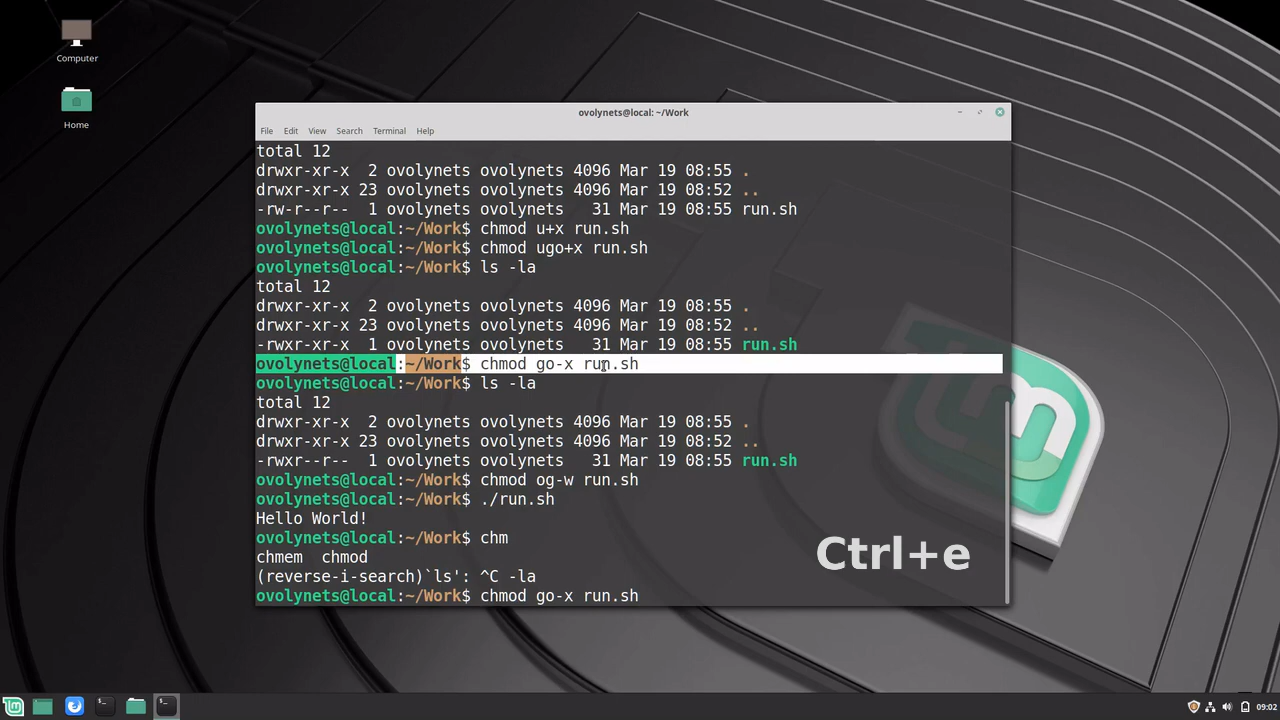 Computer
Home
ovolynets@local: ~/Work
File Edit View Search Terminal Help
total 12
drwxr-xr-x  2 ovolynets ovolynets 4096 Mar 19 08:55 .
drwxr-xr-x 23 ovolynets ovolynets 4096 Mar 19 08:52 ..
-rw-r--r--  1 ovolynets ovolynets   31 Mar 19 08:55 run.sh
ovolynets@local:~/Work$ chmod u+x run.sh
ovolynets@local:~/Work$ chmod ugo+x run.sh
ovolynets@local:~/Work$ ls -la
total 12
drwxr-xr-x  2 ovolynets ovolynets 4096 Mar 19 08:55 .
drwxr-xr-x 23 ovolynets ovolynets 4096 Mar 19 08:52 ..
-rwxr-xr-x  1 ovolynets ovolynets   31 Mar 19 08:55 run.sh
ovolynets@local:~/Work$ chmod go-x run.sh
ovolynets@local:~/Work$ ls -la
total 12
drwxr-xr-x  2 ovolynets ovolynets 4096 Mar 19 08:55 .
drwxr-xr-x 23 ovolynets ovolynets 4096 Mar 19 08:52 ..
-rwxr--r--  1 ovolynets ovolynets   31 Mar 19 08:55 run.sh
ovolynets@local:~/Work$ chmod og-w run.sh
ovolynets@local:~/Work$ ./run.sh
Hello World!
ovolynets@local:~/Work$ chm
chmem  chmod
(reverse-i-search)`ls': ^C -la
ovolynets@local:~/Work$ chmod go-x run.sh
Ctrl+e
09:02